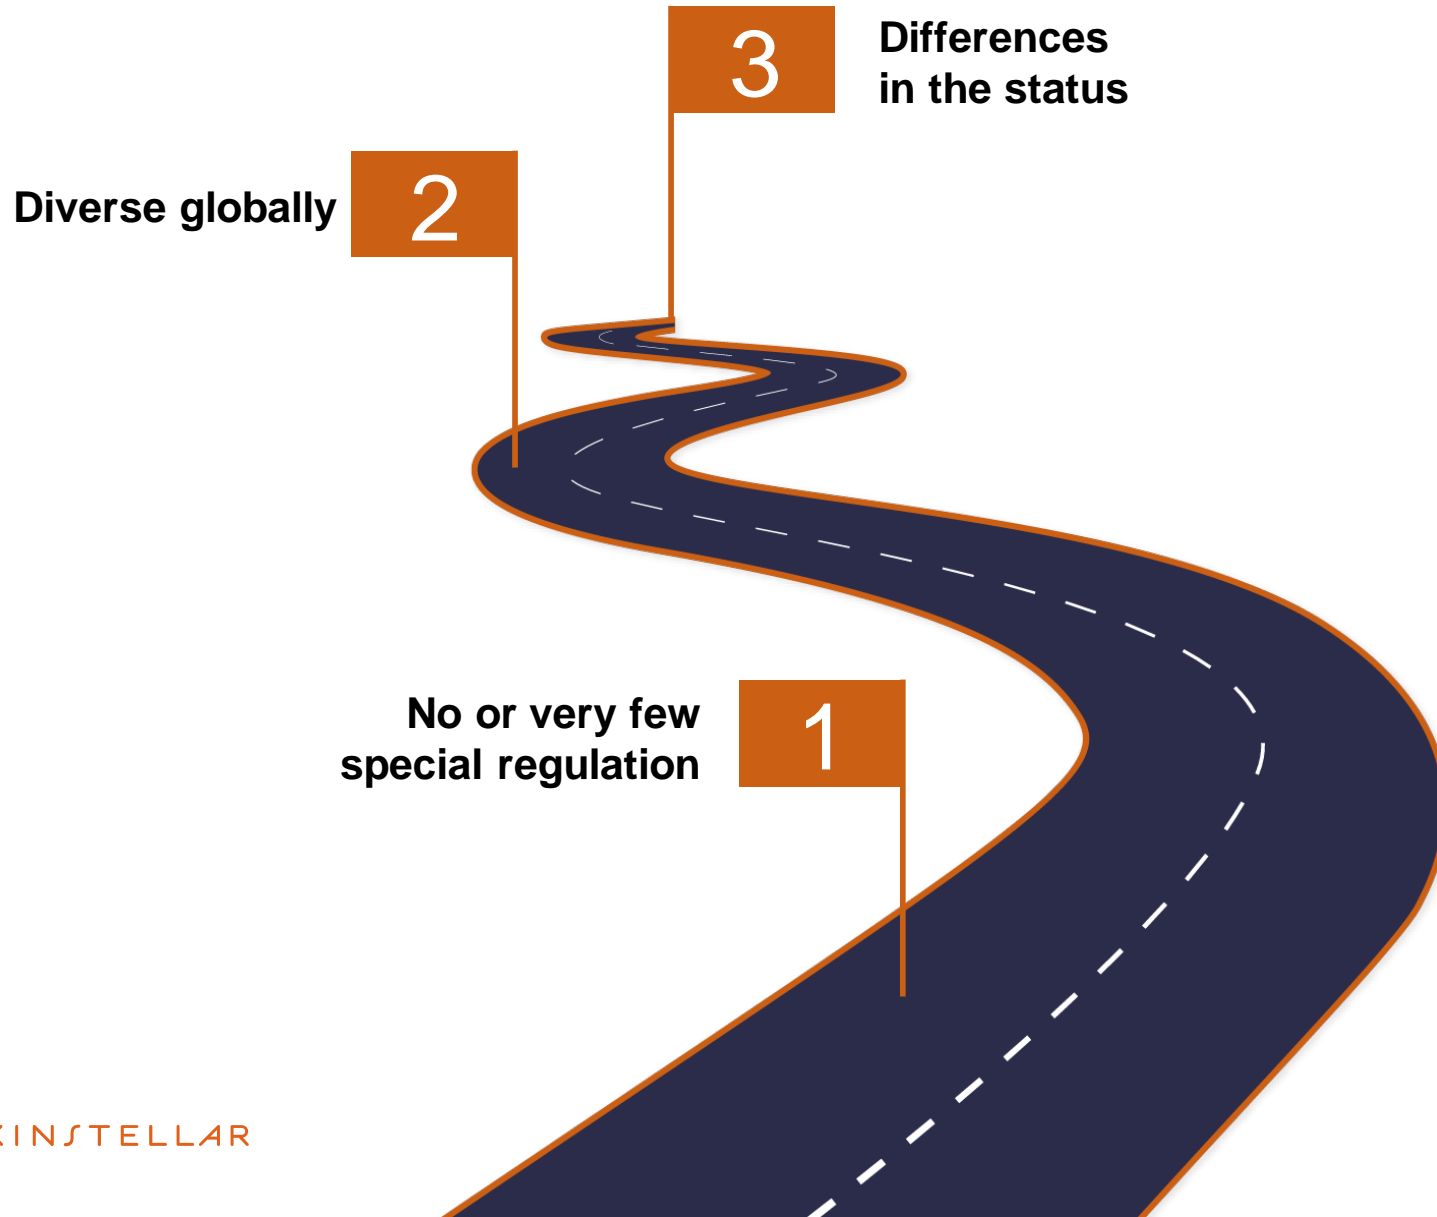 3
Differences
in the status
2
Diverse globally
No or very few
special regulation
1
INSTELLAR